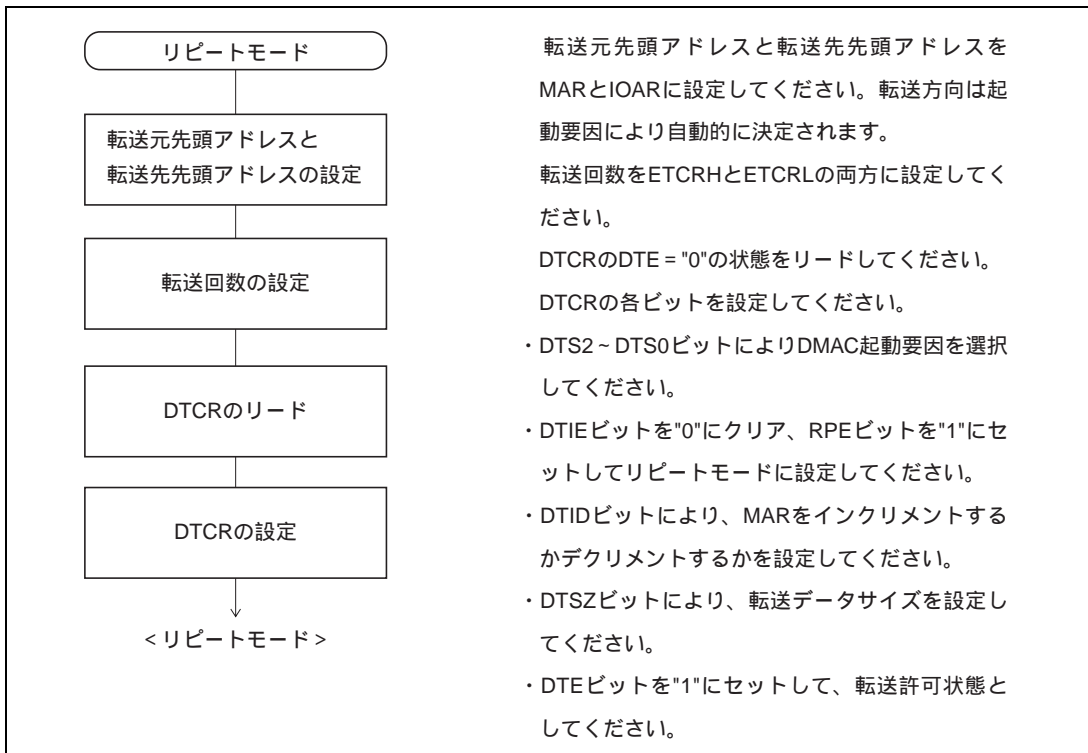 リピートモード
転送元先頭アドレスと
転送先先頭アドレスの設定
転送回数の設定
DTCRのリード
DTCRの設定
<リピートモード>
転送元先頭アドレスと転送先先頭アドレスを
MARとIOARに設定してください。転送方向は起
動要因により自動的に決定されます。
転送回数をETCRHとETCRLの両方に設定してく
ださい。
DTCRのDTE = "0"の状態をリードしてください。
DTCRの各ビットを設定してください。
・DTS2~DTS0ビットによりDMAC起動要因を選択
してください。
・DTIEビットを"0"にクリア、RPEビットを"1"にセ
ットしてリピートモードに設定してください。
・DTIDビットにより、MARをインクリメントする
かデクリメントするかを設定してください。
・DTSZビットにより、転送データサイズを設定し
てください。
・DTEビットを"1"にセットして、転送許可状態と
してください。